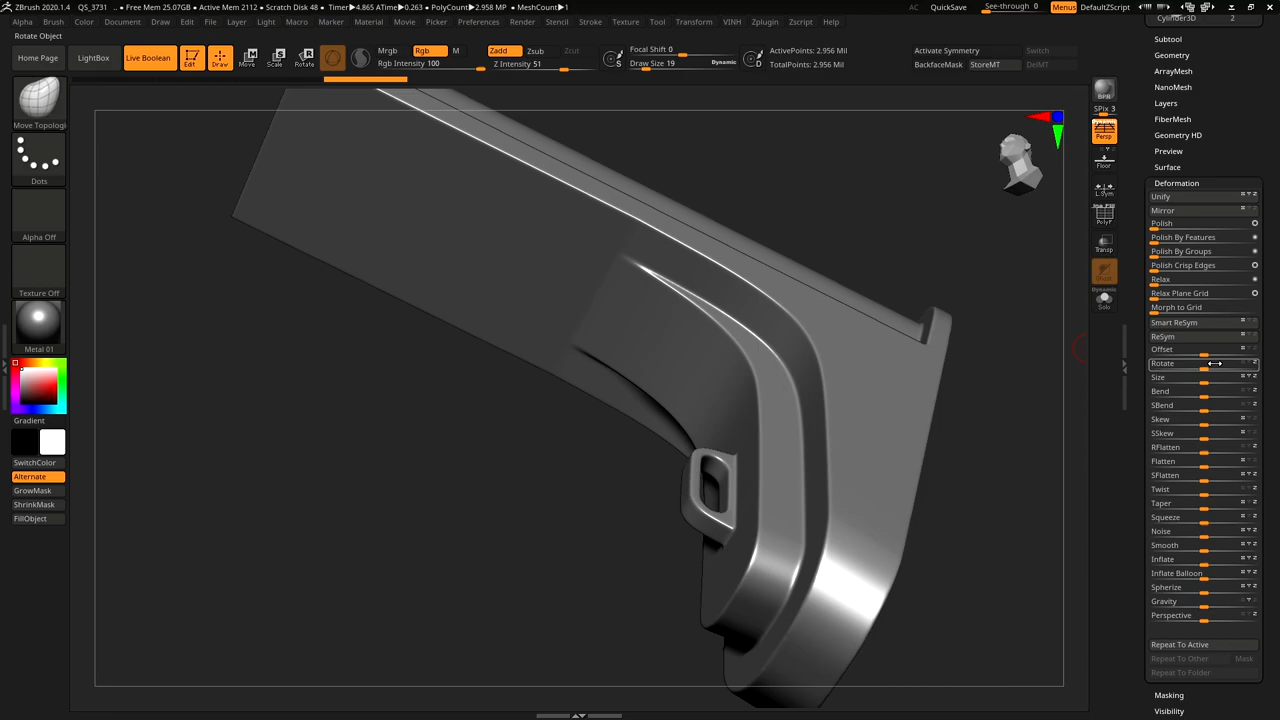 ZBrush 2020.1.4
QS_3731
.. • Free Mem 25.07GB • Active Mem 2112 • Scratch Disk 48 • Timer▶4.865 ATime▶0.263 • PolyCount▶2.958 MP • MeshCount▶1
AC
QuickSave
See-through 0
Menus
DefaultZScript
Alpha
Brush
Color
Document
Draw
Edit
File
Layer
Light
Macro
Marker
Material
Movie
Picker
Preferences
Render
Stencil
Stroke
Texture
Tool
Transform
VINH
Zplugin
Zscript
Help
Rotate Object
Home Page
LightBox
Live Boolean
Edit
Draw
Move
Scale
Rotate
Mrgb
Rgb
M
Rgb Intensity 100
Zadd
Zsub
Zcut
Z Intensity 51
S
Focal Shift 0
Draw Size 19
Dynamic
D
ActivePoints: 2.956 Mil
TotalPoints: 2.956 Mil
Activate Symmetry
BackfaceMask
StoreMT
Switch
DelMT
Move Topologi
Dots
Alpha Off
Texture Off
Metal 01
Gradient
SwitchColor
Alternate
GrowMask
ShrinkMask
FillObject
BPR
SPix 3
Dynamic
Persp
Floor
L.Sym
PolyF
Transp
Ghost
Dynamic
Solo
Cylinder3D
2
Subtool
Geometry
ArrayMesh
NanoMesh
Layers
FiberMesh
Geometry HD
Preview
Surface
Deformation
Unify
Mirror
Polish
Polish By Features
Polish By Groups
Polish Crisp Edges
Relax
Relax Plane Grid
Morph to Grid
Smart ReSym
ReSym
Offset
Rotate
Size
Bend
SBend
Skew
SSkew
RFlatten
Flatten
SFlatten
Twist
Taper
Squeeze
Noise
Smooth
Inflate
Inflate Balloon
Spherize
Gravity
Perspective
Repeat To Active
Repeat To Other
Mask
Repeat To Folder
Masking
Visibility